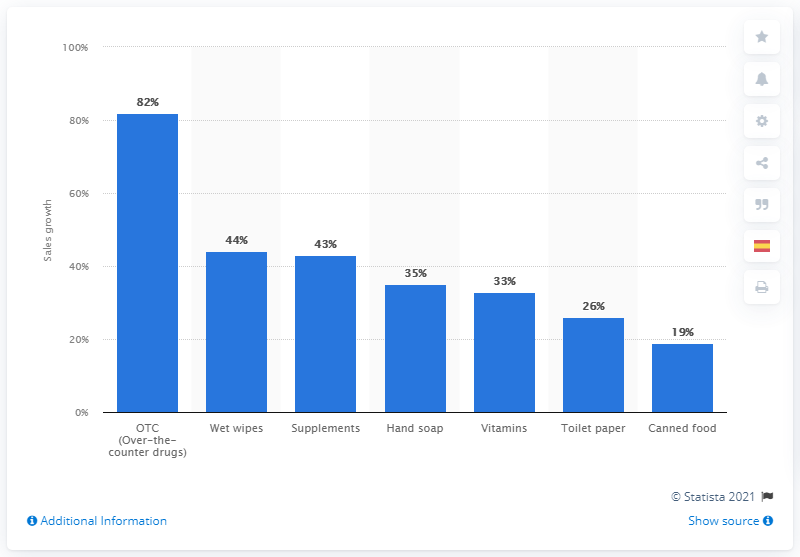 100%
80%
60%
40%
20%
0%
Sales growth
82%
44%
43%
35%
33%
26%
19%
OTC
(Over-the-
counter drugs)
Wet wipes
Supplements
Hand soap
Vitamins
Toilet paper
Canned food
© Statista 2021
Additional Information
Show source